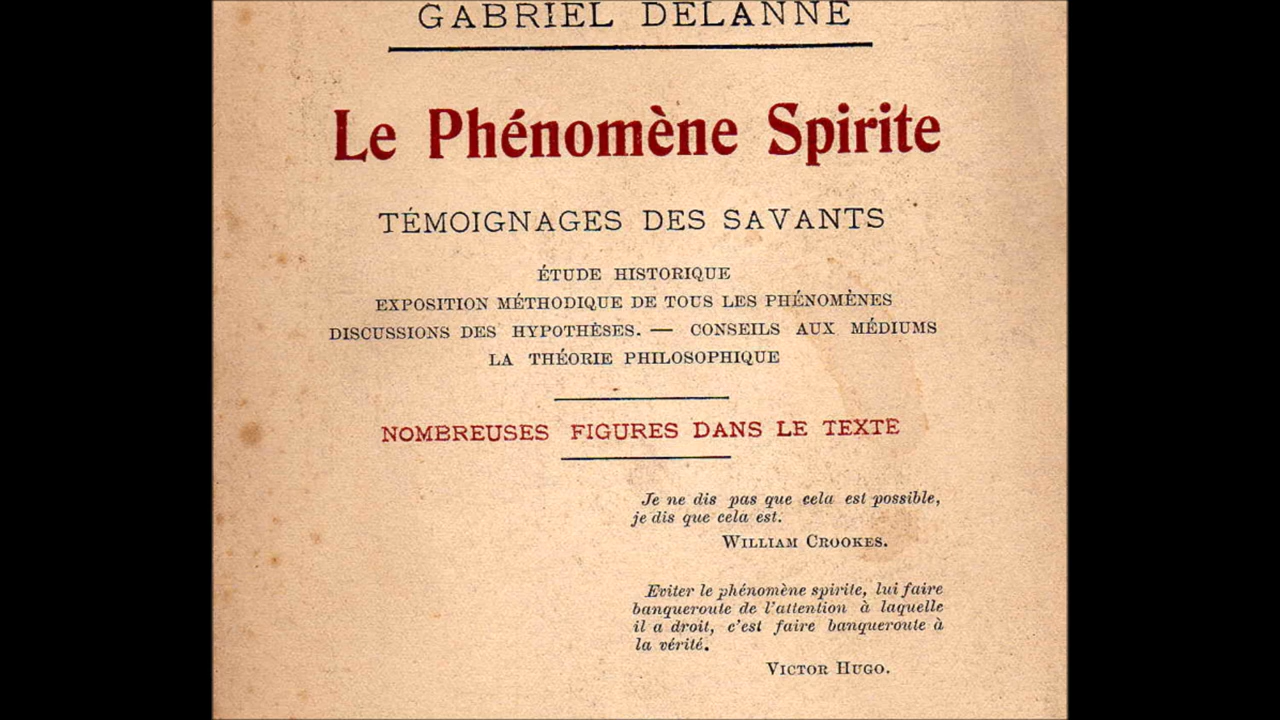 GABRIEL DELANNE
Le Phénomène Spirite
TÉMOIGNAGES DES SAVANTS
ÉTUDE HISTORIQUE
EXPOSITION MÉTHODIQUE DE TOUS LES PHÉNOMÈNES
DISCUSSIONS DES HYPOTHÈSES. — CONSEILS AUX MÉDIUMS
LA THÉORIE PHILOSOPHIQUE
NOMBREUSES FIGURES DANS LE TEXTE
Je ne dis pas que cela est possible,
je dis que cela est.
WILLIAM CROOKES.
Eviter le phénomène spirite, lui faire
banqueroute de l'attention à laquelle
il a droit, c'est faire banqueroute à
la vérité.
VICTOR HUGO.